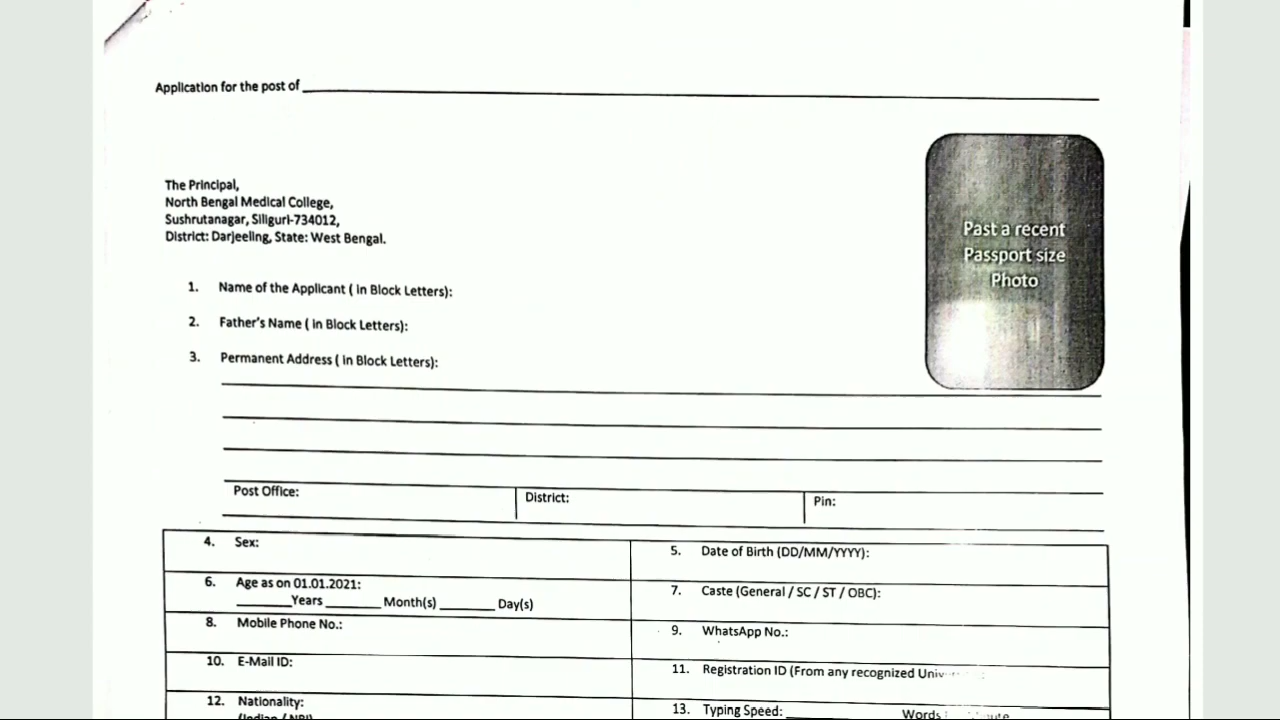 Application for the post of
Past a recent
Passport size
Photo
The Principal,
North Bengal Medical College,
Sushrutanagar, Siliguri-734012,
District: Darjeeling, State: West Bengal.
1. Name of the Applicant ( in Block Letters):
2. Father's Name ( in Block Letters):
3. Permanent Address ( in Block Letters):
Post Office: District: Pin:
4. Sex: 5. Date of Birth (DD/MM/YYYY):
6. Age as on 01.01.2021: 7. Caste (General / SC / ST / OBC):
_______Years _______ Month(s) _______ Day(s)
8. Mobile Phone No.: 9. WhatsApp No.:
10. E-Mail ID: 11. Registration ID (From any recognized
12. Nationality: 13. Typing Speed: Words
(Indian / NRI)